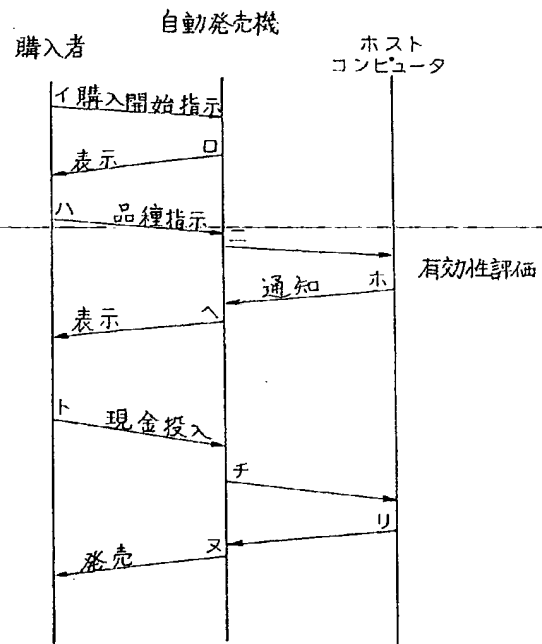 自動発売機
購入者
ホスト
コンピュータ
イ 購入開始指示
ロ
表示
ハ 品種指示
ニ
有効性評価
通知 ホ
ヘ
表示
ト 現金投入
チ
リ
ヌ
発売